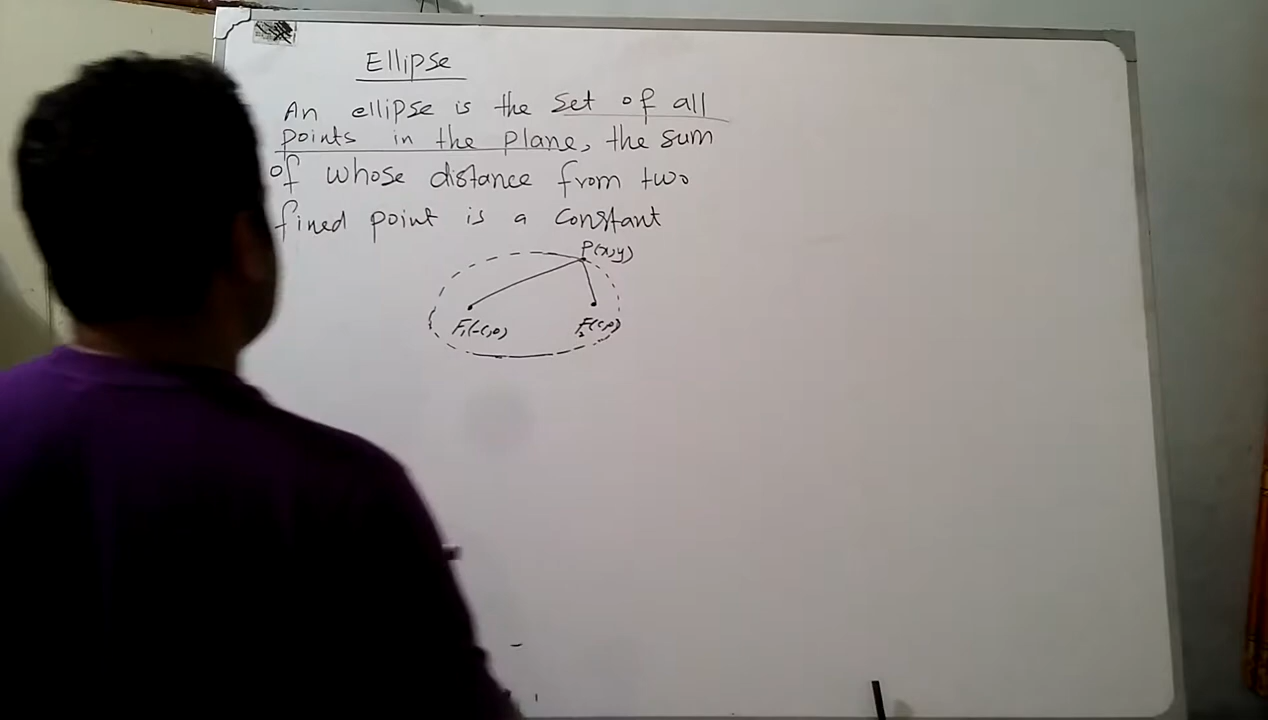 Ellipse
An ellipse is the set of all
points in the plane, the sum
of whose distance from two
fined point is a constant
P(x,y)
F₁(-c,0) F₂(c,0)